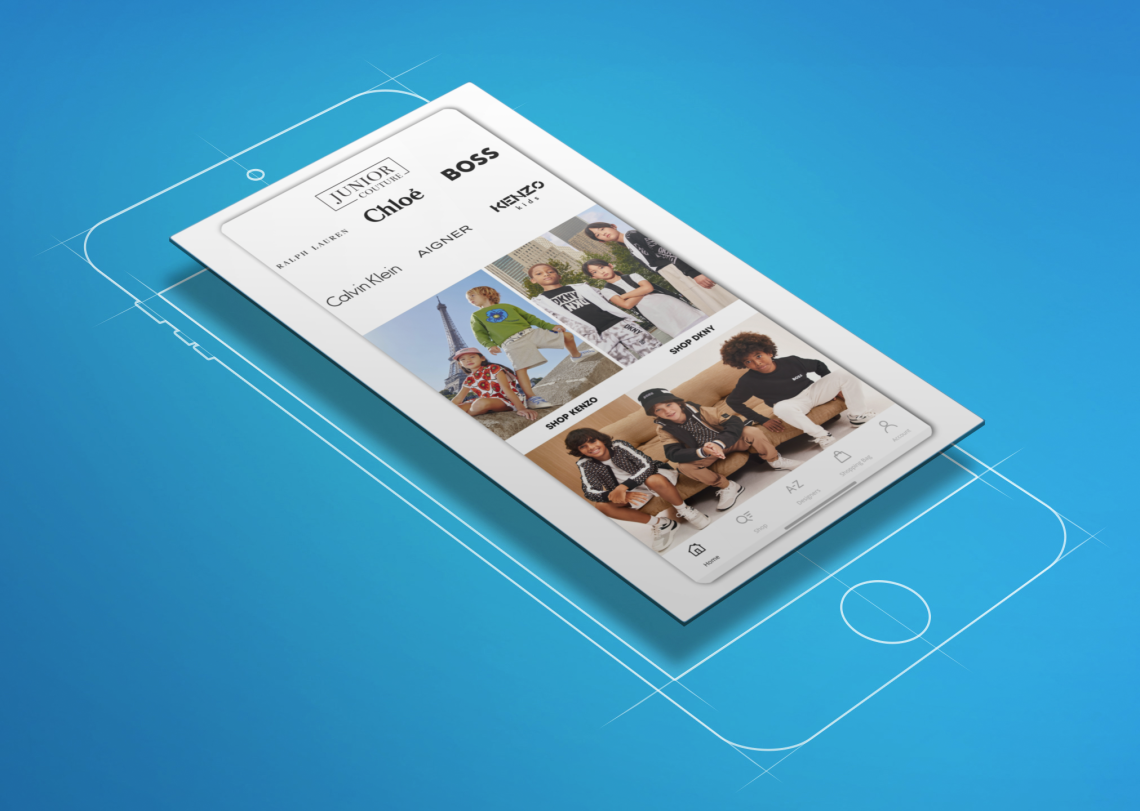 JUNIOR
COUTURE
Chloé
BOSS
RALPH LAUREN
Calvin Klein
AIGNER
KENZO
kids
DKNY
SHOP KENZO
SHOP DKNY
Home
Shop
A-Z
Designers
Shopping Bag
Account